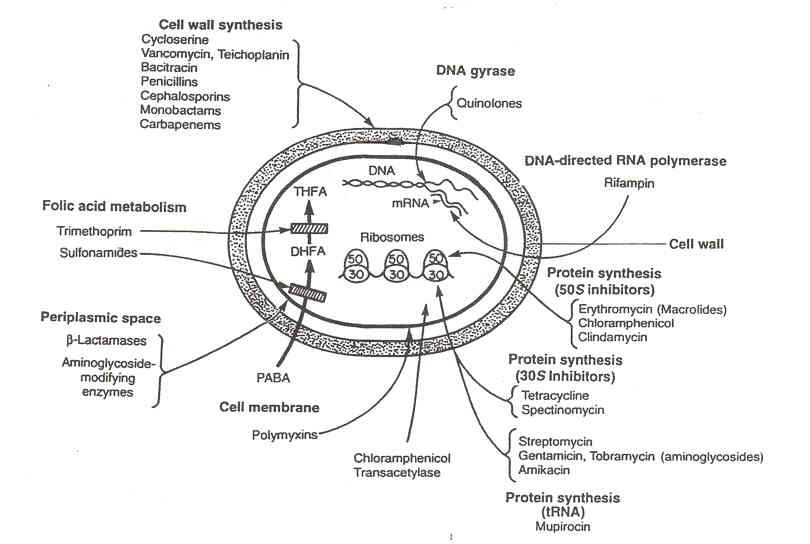 Cell wall synthesis
Cycloserine
Vancomycin, Teichoplanin
Bacitracin
Penicillins
Cephalosporins
Monobactams
Carbapenems
DNA gyrase
Quinolones
DNA-directed RNA polymerase
Rifampin
DNA
THFA
mRNA
Folic acid metabolism
Trimethoprim
Sulfonamides
Ribosomes
DHFA
50 50 50
30 30 30
Cell wall
Protein synthesis
(50S inhibitors)
Erythromycin (Macrolides)
Chloramphenicol
Clindamycin
Periplasmic space
β-Lactamases
Aminoglycoside-
modifying
enzymes
PABA
Protein synthesis
(30S Inhibitors)
Tetracycline
Spectinomycin
Cell membrane
Polymyxins
Chloramphenicol
Transacetylase
Streptomycin
Gentamicin, Tobramycin (aminoglycosides)
Amikacin
Protein synthesis
(tRNA)
Mupirocin